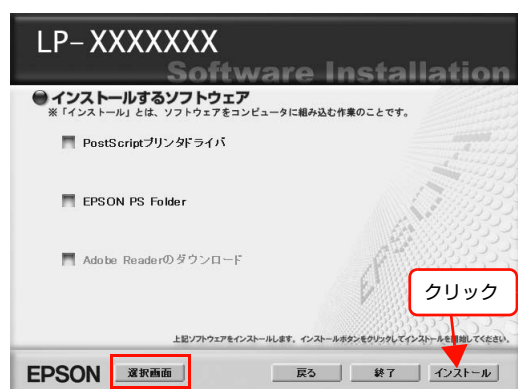 LP-XXXXXXX
Software Installation
インストールするソフトウェア
※「インストール」とは、ソフトウェアをコンピュータに組み込む作業のことです。
PostScriptプリンタドライバ
EPSON PS Folder
Adobe Readerのダウンロード
EPSON
クリック
上記ソフトウェアをインストールします。インストールボタンをクリックしてインストールを開始してください。
EPSON
選択画面
戻る
終了
インストール